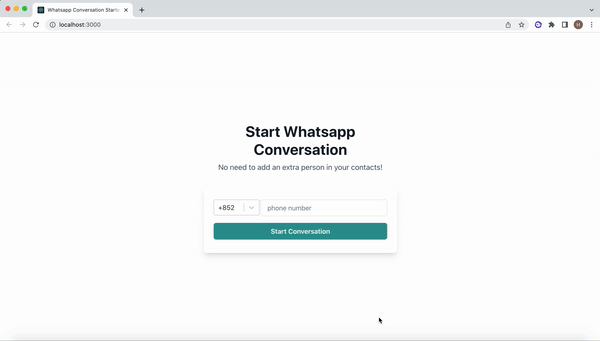 Whatsapp Conversation Starte
localhost:3000
H
Start Whatsapp
Conversation
No need to add an extra person in your contacts!
+852
phone number
Start Conversation